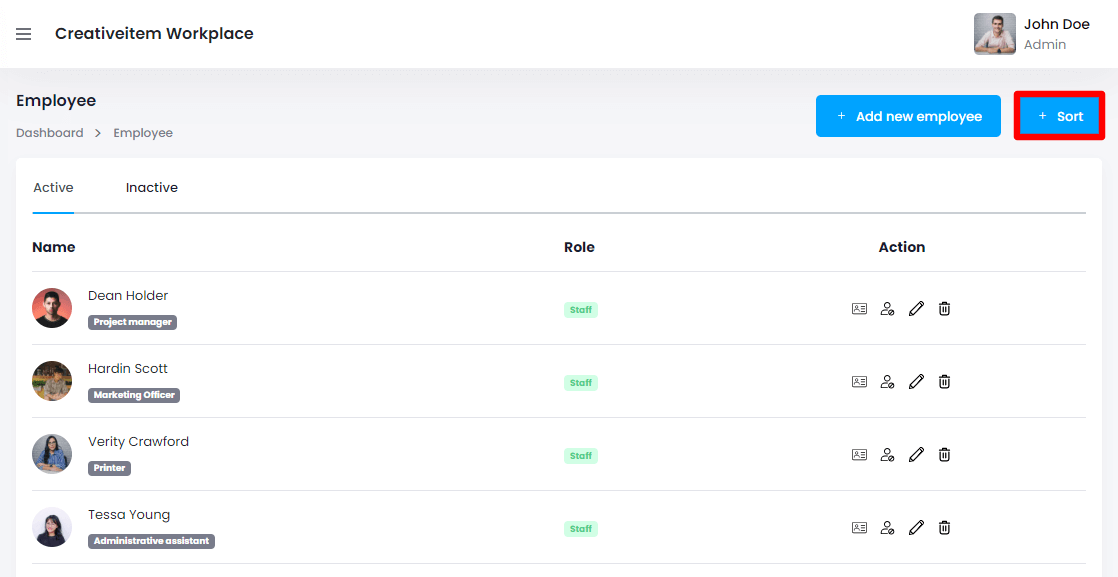 Creativeitem Workplace
John Doe
Admin
Employee
Dashboard > Employee
+ Add new employee
+ Sort
Active Inactive
Name Role Action
Dean Holder
Project manager
Staff
Hardin Scott
Marketing Officer
Staff
Verity Crawford
Printer
Staff
Tessa Young
Administrative assistant
Staff